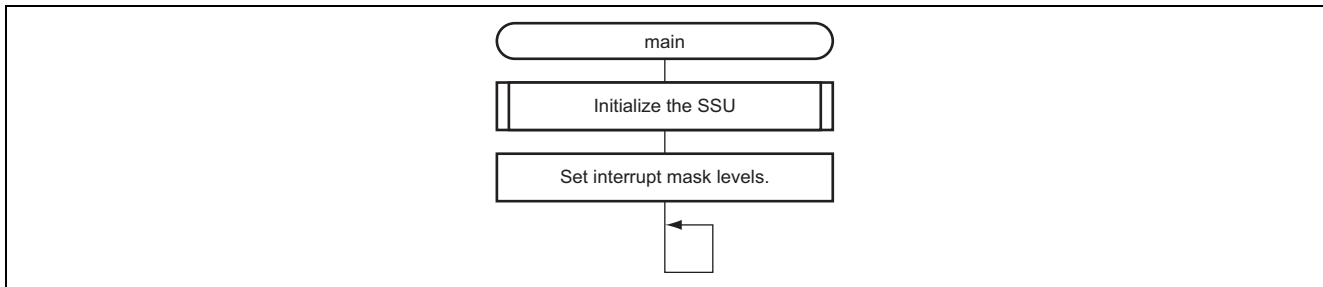 main
Initialize the SSU
Set interrupt mask levels.